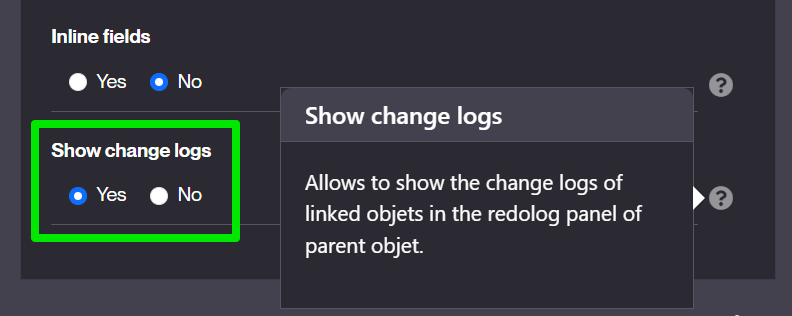 Inline fields
Yes No
?
Show change logs
Yes No
Show change logs
Allows to show the change logs of
linked objets in the redolog panel of
parent objet.
?